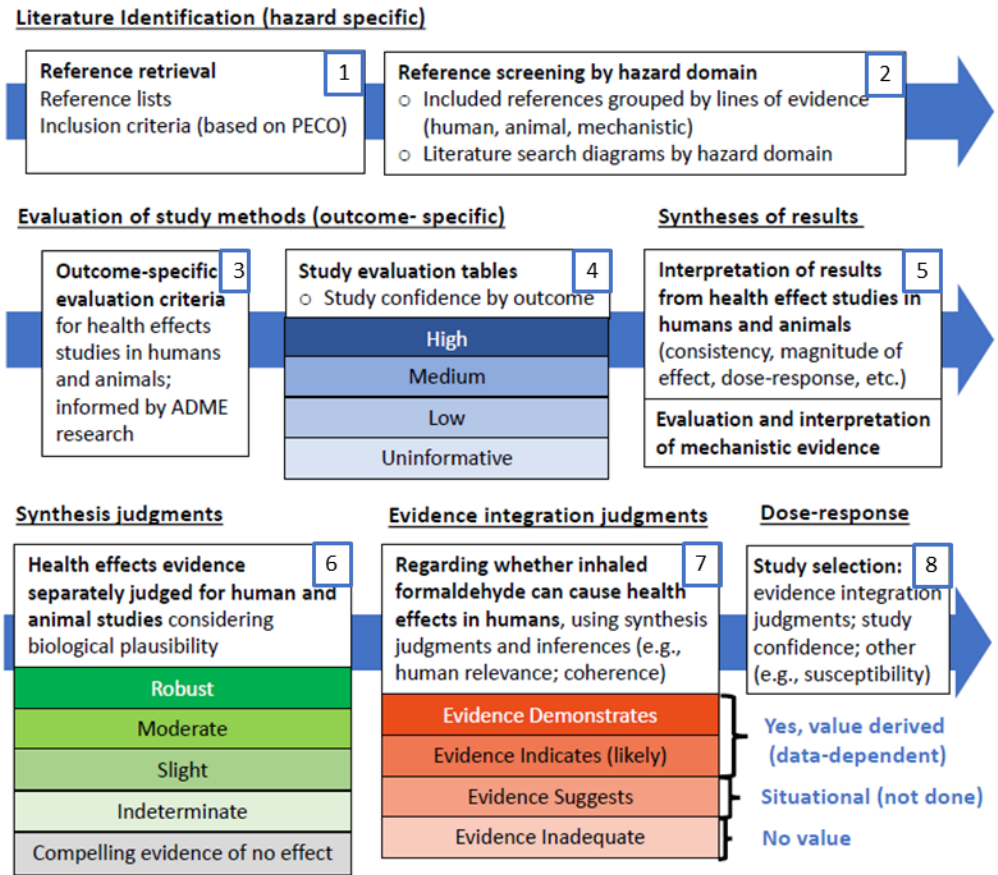 Literature Identification (hazard specific)
Reference retrieval
1
Reference lists
Inclusion criteria (based on PECO)
Reference screening by hazard domain
2
○ Included references grouped by lines of evidence
(human, animal, mechanistic)
○ Literature search diagrams by hazard domain
Evaluation of study methods (outcome- specific)
Syntheses of results
Outcome-specific
3
evaluation criteria
for health effects
studies in humans
and animals;
informed by ADME
research
Study evaluation tables
4
○ Study confidence by outcome
High
Medium
Low
Uninformative
Interpretation of results
5
from health effect studies in
humans and animals
(consistency, magnitude of
effect, dose-response, etc.)
Evaluation and interpretation
of mechanistic evidence
Synthesis judgments
Evidence integration judgments
Dose-response
Health effects evidence
6
separately judged for human and
animal studies considering
biological plausibility
Robust
Moderate
Slight
Indeterminate
Compelling evidence of no effect
Regarding whether inhaled
7
formaldehyde can cause health
effects in humans, using synthesis
judgments and inferences (e.g.,
human relevance; coherence)
Evidence Demonstrates
Evidence Indicates (likely)
Evidence Suggests
Evidence Inadequate
Study selection:
8
evidence integration
judgments; study
confidence; other
(e.g., susceptibility)
Yes, value derived
(data-dependent)
Situational (not done)
No value